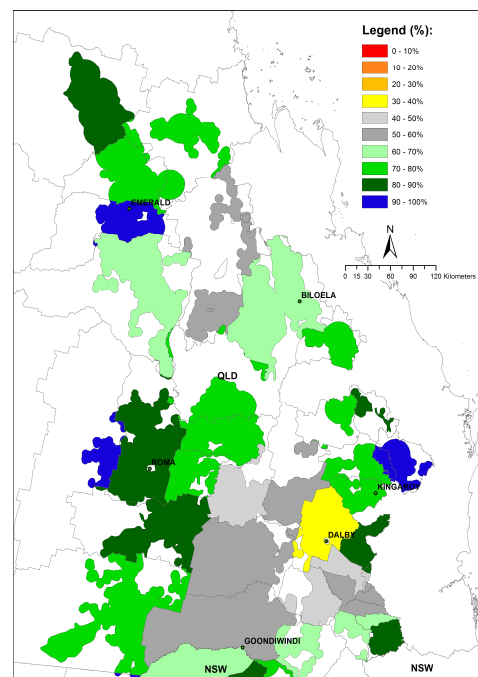 Legend (%):
0 - 10%
10 - 20%
20 - 30%
30 - 40%
40 - 50%
50 - 60%
60 - 70%
70 - 80%
80 - 90%
90 - 100%
N
0 15 30 60 90 120 Kilometers
EMERALD
BILOELA
QLD
ROMA
KINGAROY
DALBY
GOONDIWINDI
NSW
NSW